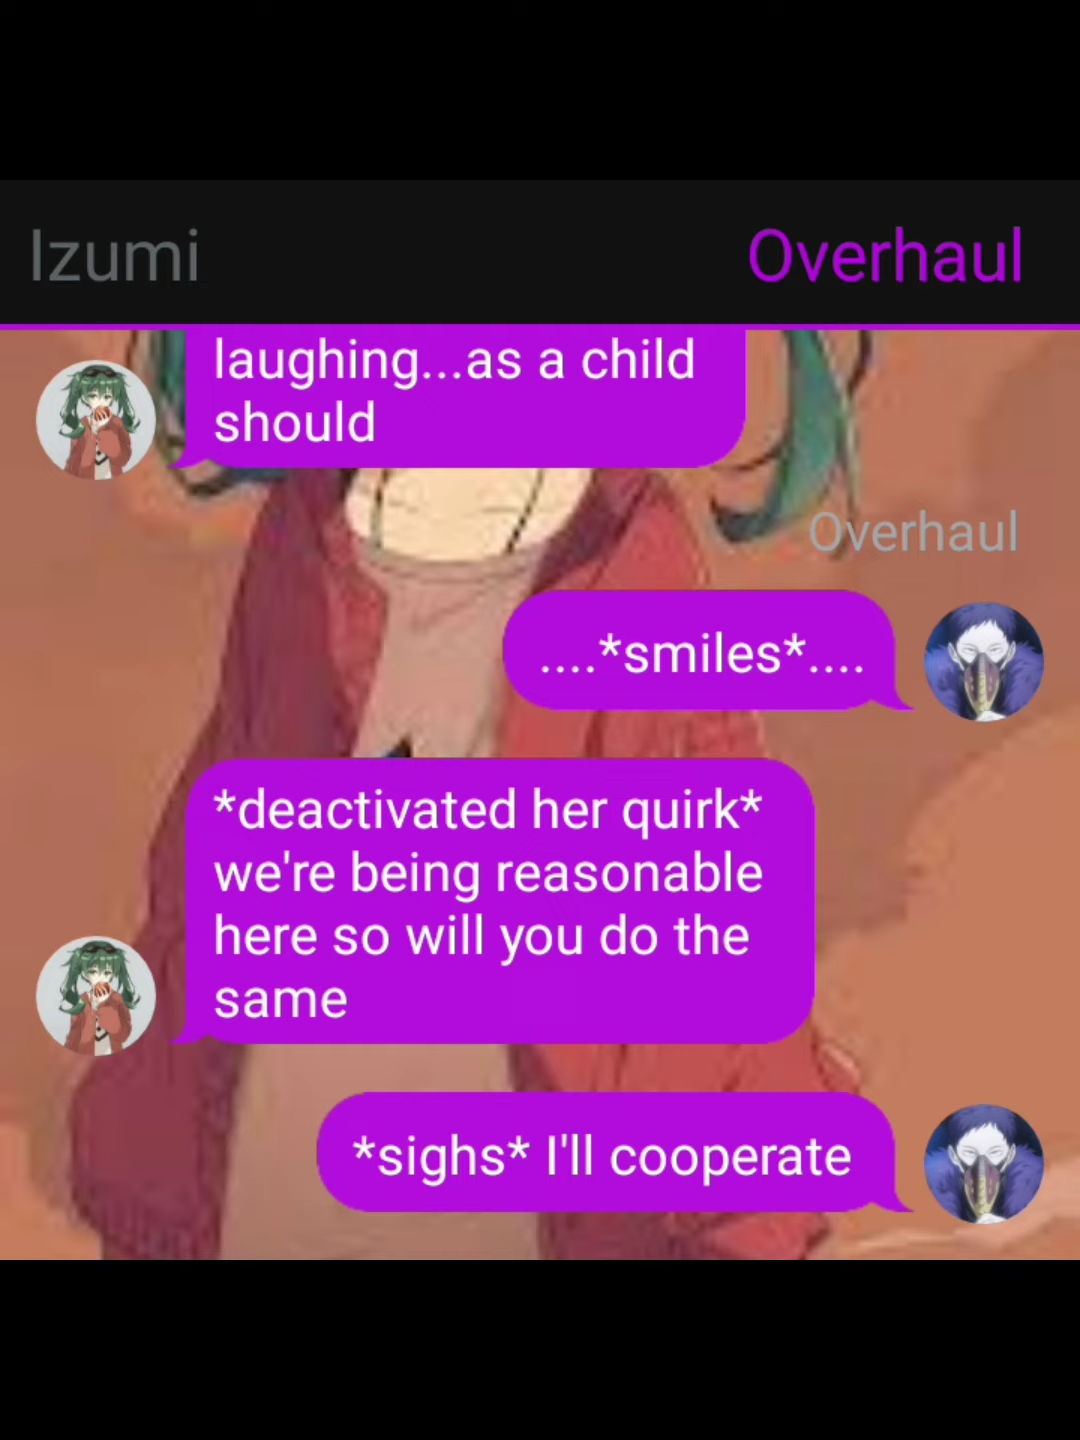 Izumi
Overhaul
laughing...as a child
should
Overhaul
....*smiles*....
*deactivated her quirk*
we're being reasonable
here so will you do the
same
*sighs* I'll cooperate